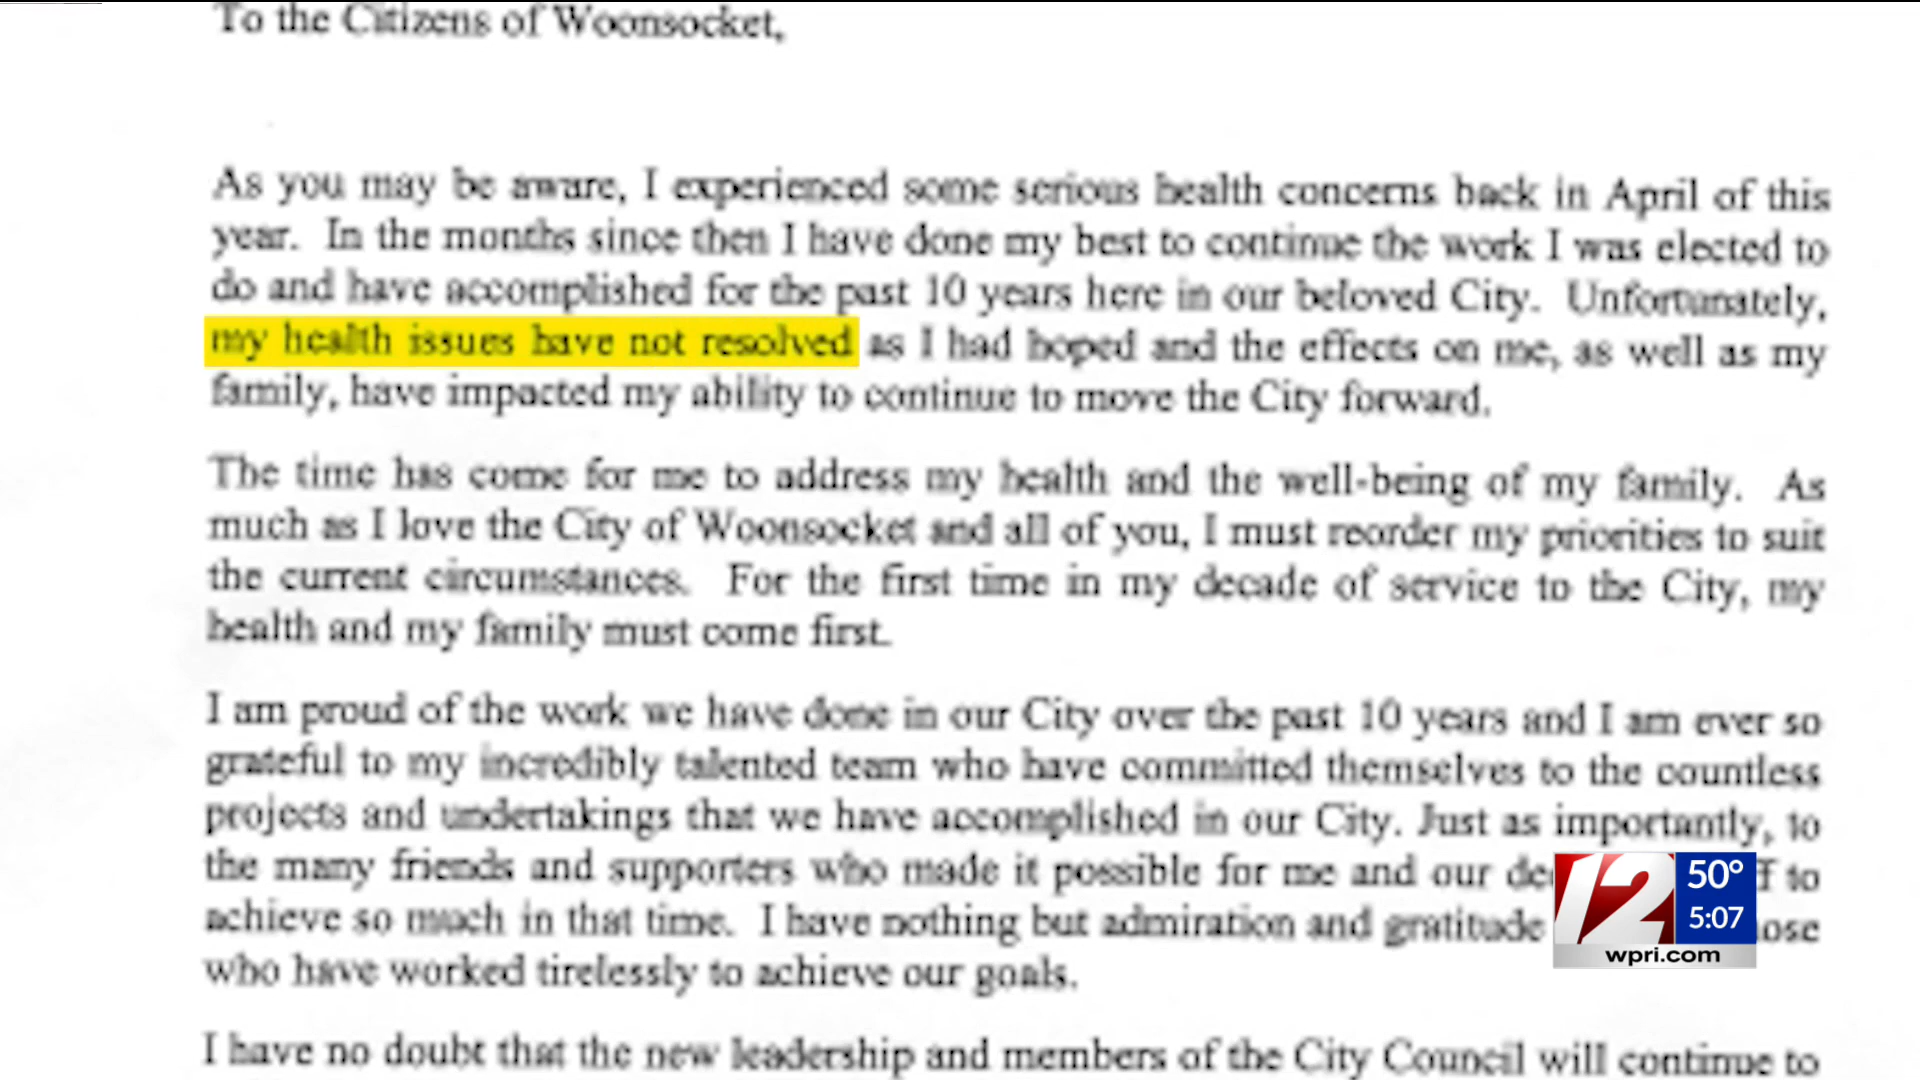 To the Citizens of Woonsocket,
As you may be aware, I experienced some serious health concerns back in April of this
year. In the months since then I have done my best to continue the work I was elected to
do and have accomplished for the past 10 years here in our beloved City. Unfortunately,
my health issues have not resolved as I had hoped and the effects on me, as well as my
family, have impacted my ability to continue to move the City forward.
The time has come for me to address my health and the well-being of my family. As
much as I love the City of Woonsocket and all of you, I must reorder my priorities to suit
the current circumstances. For the first time in my decade of service to the City, my
health and my family must come first.
I am proud of the work we have done in our City over the past 10 years and I am ever so
grateful to my incredibly talented team who have committed themselves to the countless
projects and undertakings that we have accomplished in our City. Just as importantly, to
the many friends and supporters who made it possible for me and our to
achieve so much in that time. I have nothing but admiration and gratitude
who have worked tirelessly to achieve our goals.
I have no doubt that the new leadership and members of the City Council will continue to
12
50°
5:07
wpri.com